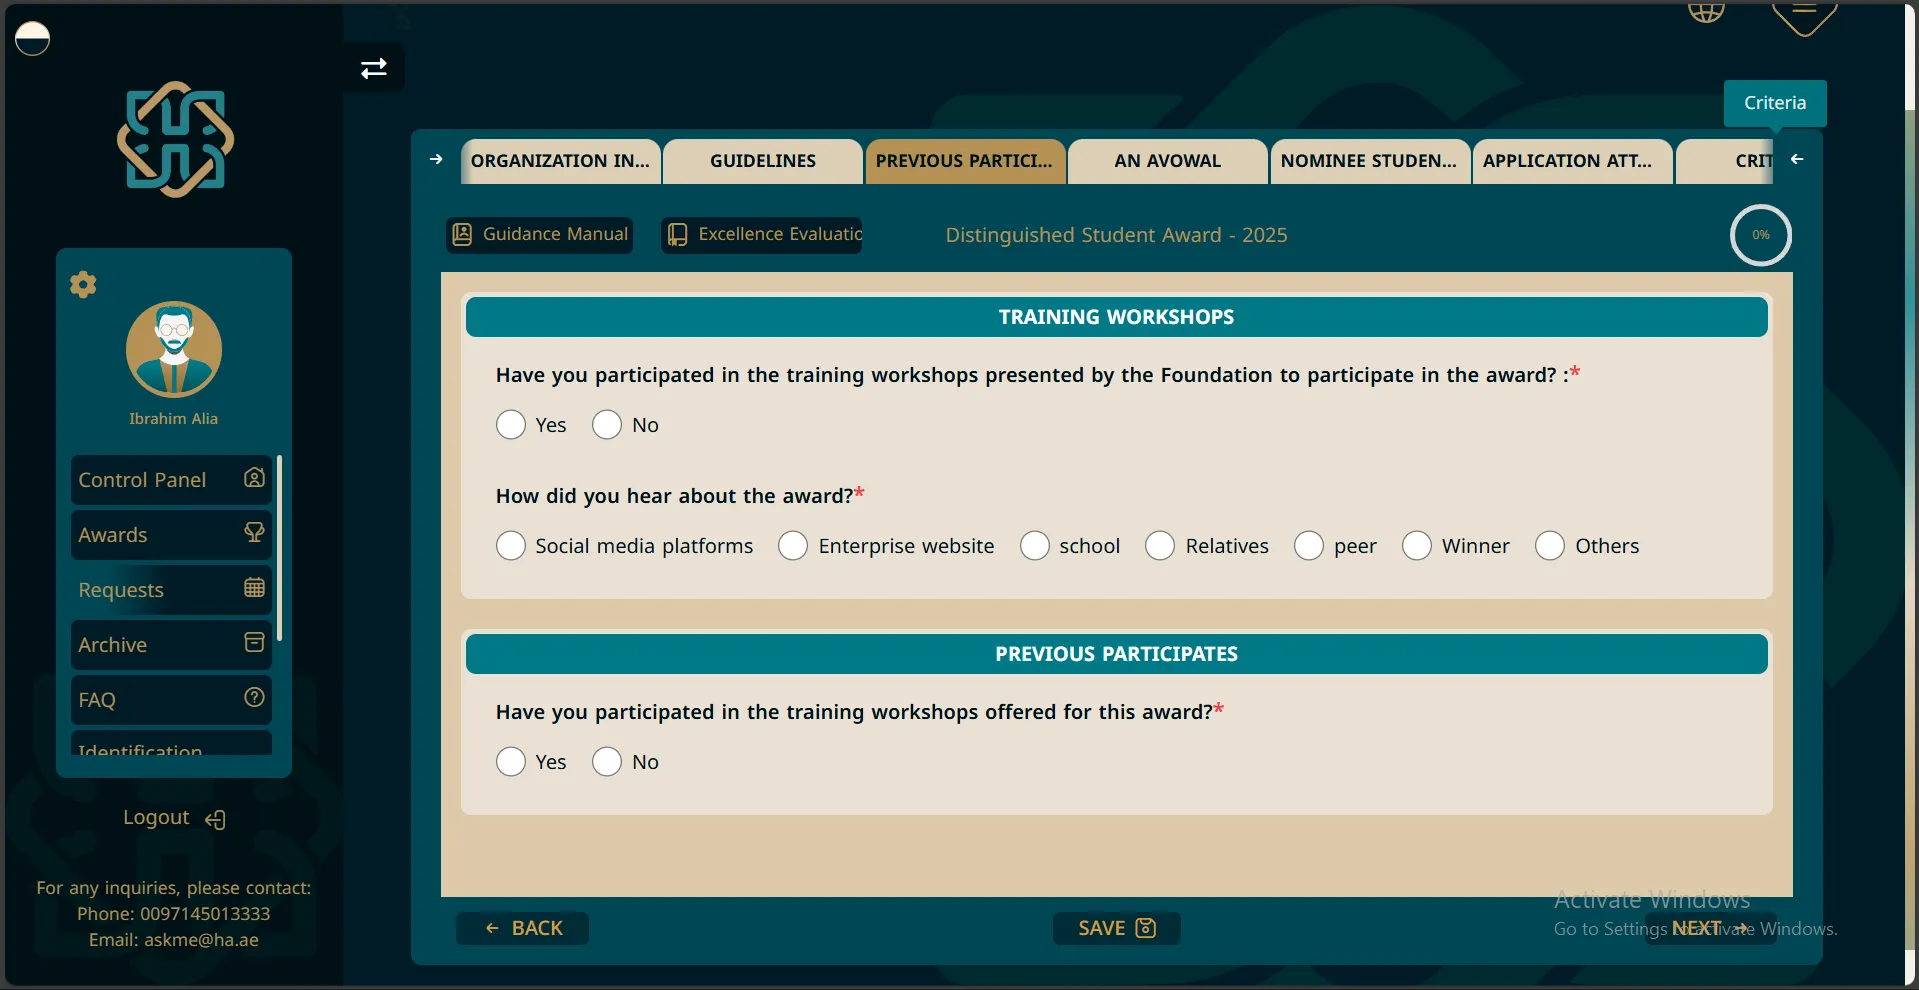 Criteria
ORGANIZATION IN...
GUIDELINES
PREVIOUS PARTICI...
AN AVOWAL
NOMINEE STUDEN...
APPLICATION ATT...
CRIT
Guidance Manual
Excellence Evaluatio
Distinguished Student Award - 2025
0%
TRAINING WORKSHOPS
Have you participated in the training workshops presented by the Foundation to participate in the award? :*
Yes
No
How did you hear about the award?*
Social media platforms
Enterprise website
school
Relatives
peer
Winner
Others
PREVIOUS PARTICIPATES
Have you participated in the training workshops offered for this award?*
Yes
No
BACK
SAVE
NEXT
Activate Windows
Go to Settings to activate Windows.
Ibrahim Alia
Control Panel
Awards
Requests
Archive
FAQ
Identification
Logout
For any inquiries, please contact:
Phone: 0097145013333
Email: askme@ha.ae